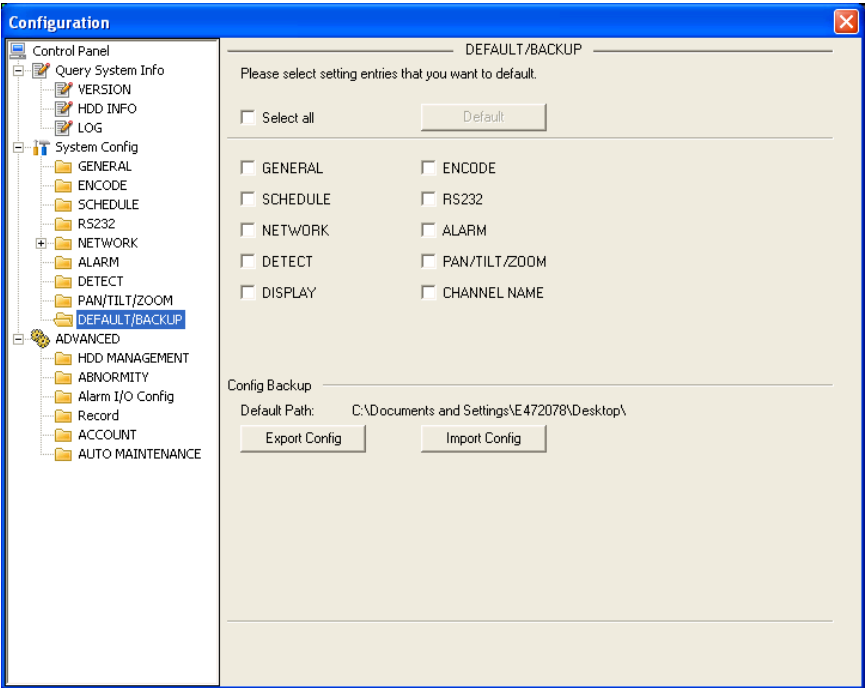 Configuration
Control Panel
Query System Info
VERSION
HDD INFO
LOG
System Config
GENERAL
ENCODE
SCHEDULE
RS232
NETWORK
ALARM
DETECT
PAN/TILT/ZOOM
DEFAULT/BACKUP
ADVANCED
HDD MANAGEMENT
ABNORMITY
Alarm I/O Config
Record
ACCOUNT
AUTO MAINTENANCE
DEFAULT/BACKUP
Please select setting entries that you want to default.
Select all Default
GENERAL ENCODE
SCHEDULE RS232
NETWORK ALARM
DETECT PAN/TILT/ZOOM
DISPLAY CHANNEL NAME
Config Backup
Default Path: C:\Documents and Settings\E472078\Desktop\
Export Config Import Config